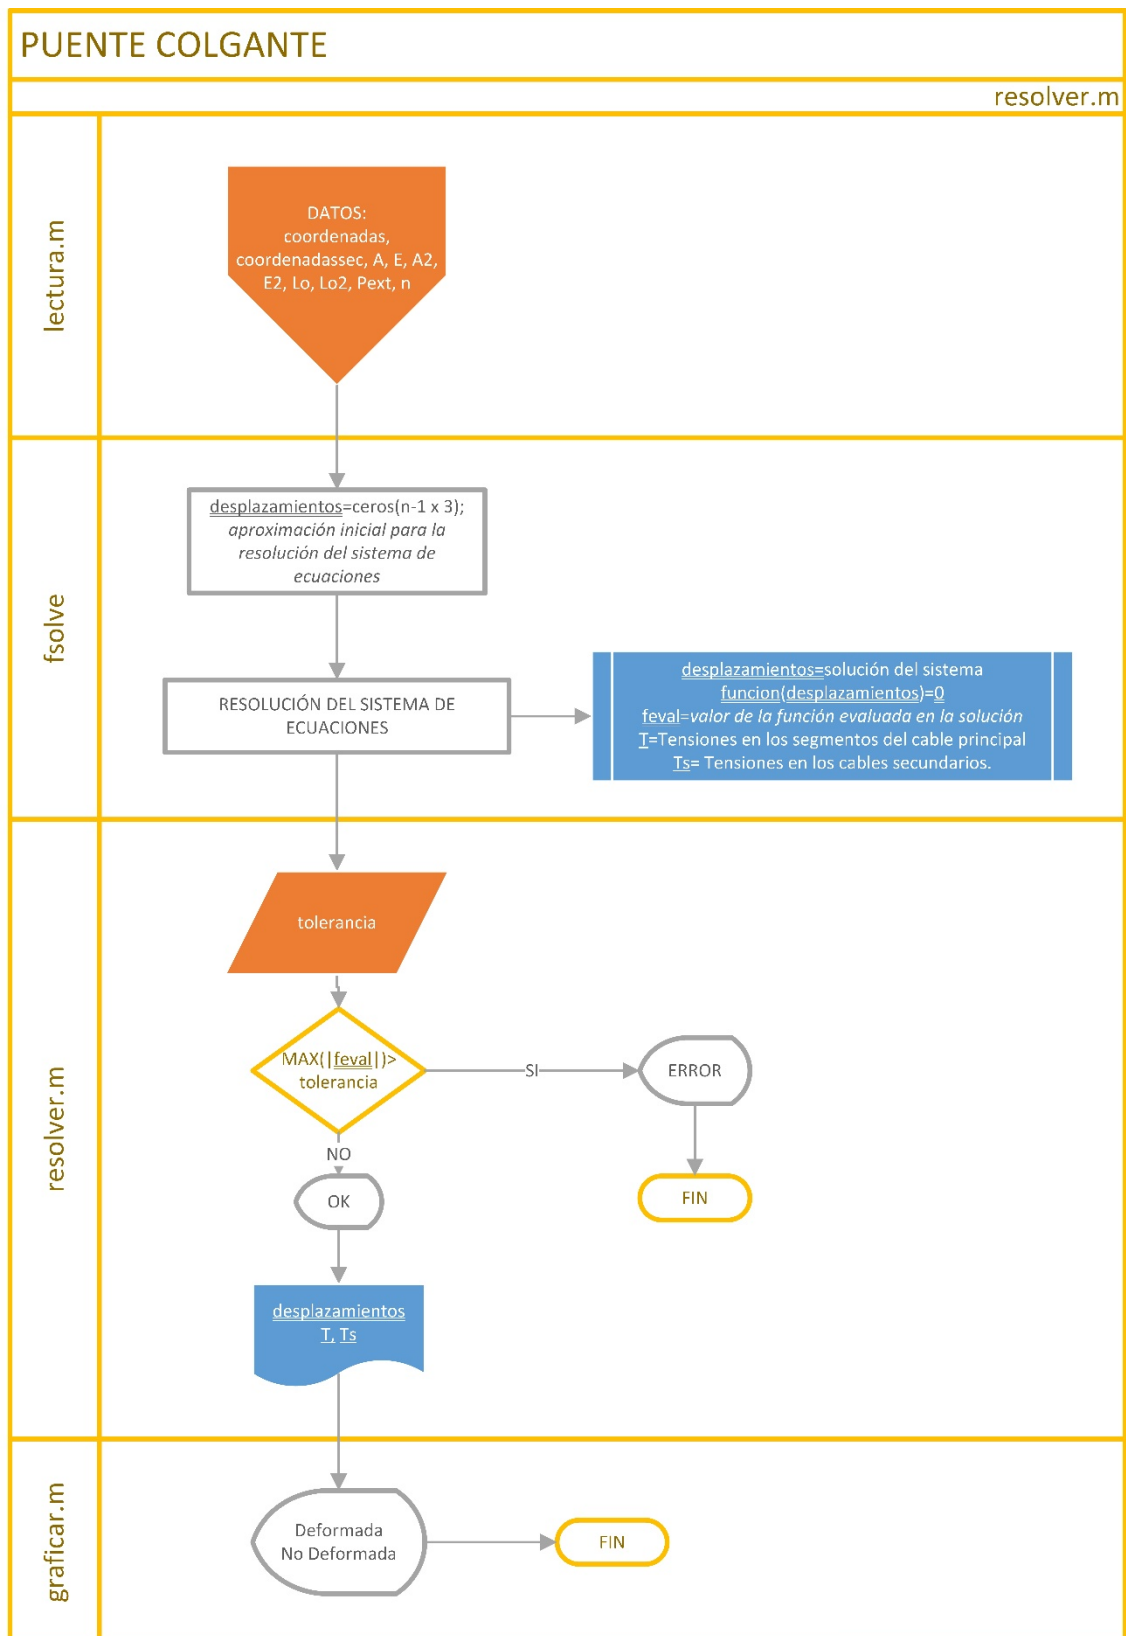 PUENTE COLGANTE
resolver.m
lectura.m
DATOS:
coordenadas,
coordenadassec, A, E, A2,
E2, Lo, Lo2, Pext, n
fsolve
desplazamientos=ceros(n-1 x 3);
aproximación inicial para la
resolución del sistema de
ecuaciones
RESOLUCIÓN DEL SISTEMA DE
ECUACIONES
desplazamientos=solución del sistema
funcion(desplazamientos)=0
feval=valor de la función evaluada en la solución
T=Tensiones en los segmentos del cable principal
Ts= Tensiones en los cables secundarios.
resolver.m
tolerancia
MAX(|feval|)>
tolerancia
SI
ERROR
FIN
NO
OK
desplazamientos
T, Ts
graficar.m
Deformada
No Deformada
FIN